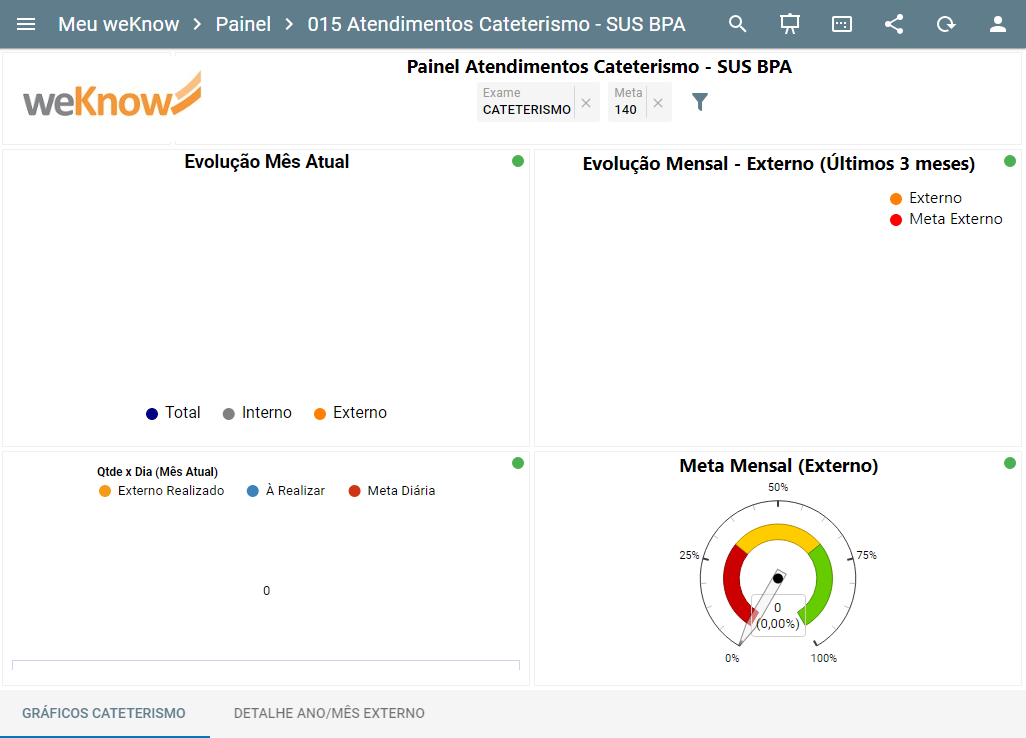 Meu weKnow > Painel > 015 Atendimentos Cateterismo - SUS BPA
weKnow
Painel Atendimentos Cateterismo - SUS BPA
Exame
CATETERISMO
Meta
140
Evolução Mês Atual
Total Interno Externo
Evolução Mensal - Externo (Últimos 3 meses)
Externo
Meta Externo
Qtde x Dia (Mês Atual)
Externo Realizado À Realizar Meta Diária
0
Meta Mensal (Externo)
50%
25% 75%
0
(0,00%)
0% 100%
GRÁFICOS CATETERISMO DETALHE ANO/MÊS EXTERNO